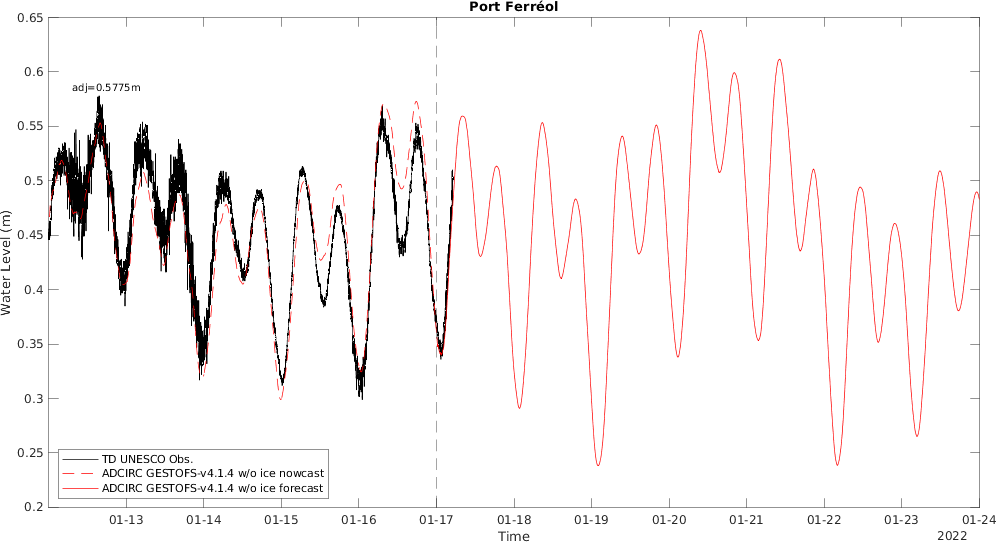 Port Ferréol
0.65
0.6
0.55
0.5
0.45
0.4
0.35
0.3
0.25
0.2
Water Level (m)
adj=0.5775m
TD UNESCO Obs.
ADCIRC GESTOFS-v4.1.4 w/o ice nowcast
ADCIRC GESTOFS-v4.1.4 w/o ice forecast
01-13 01-14 01-15 01-16 01-17 01-18 01-19 01-20 01-21 01-22 01-23 01-24
Time
2022